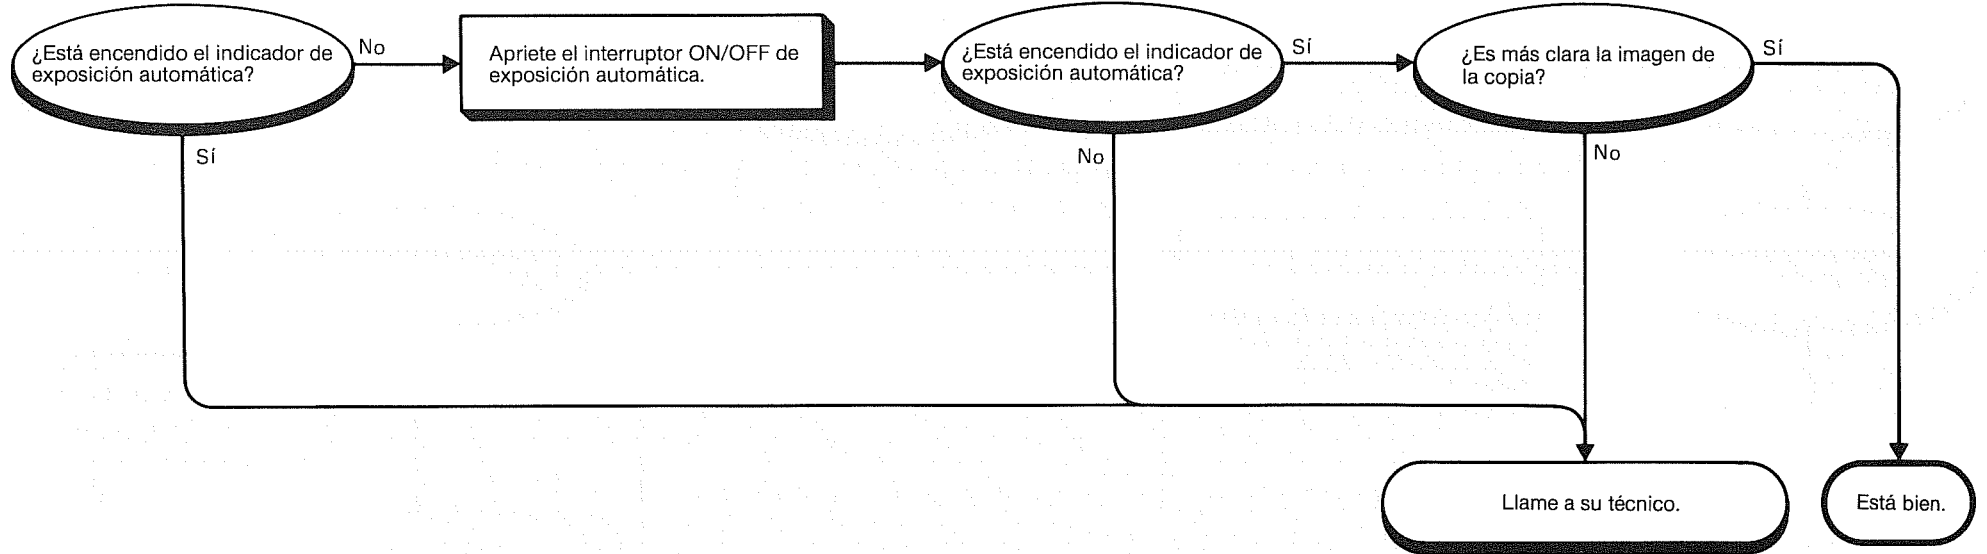 ¿Está encendido el indicador de
exposición automática?
No
Sí
Apriete el interruptor ON/OFF de
exposición automática.
¿Está encendido el indicador de
exposición automática?
Sí
No
¿Es más clara la imagen de
la copia?
Sí
No
Llame a su técnico.
Está bien.